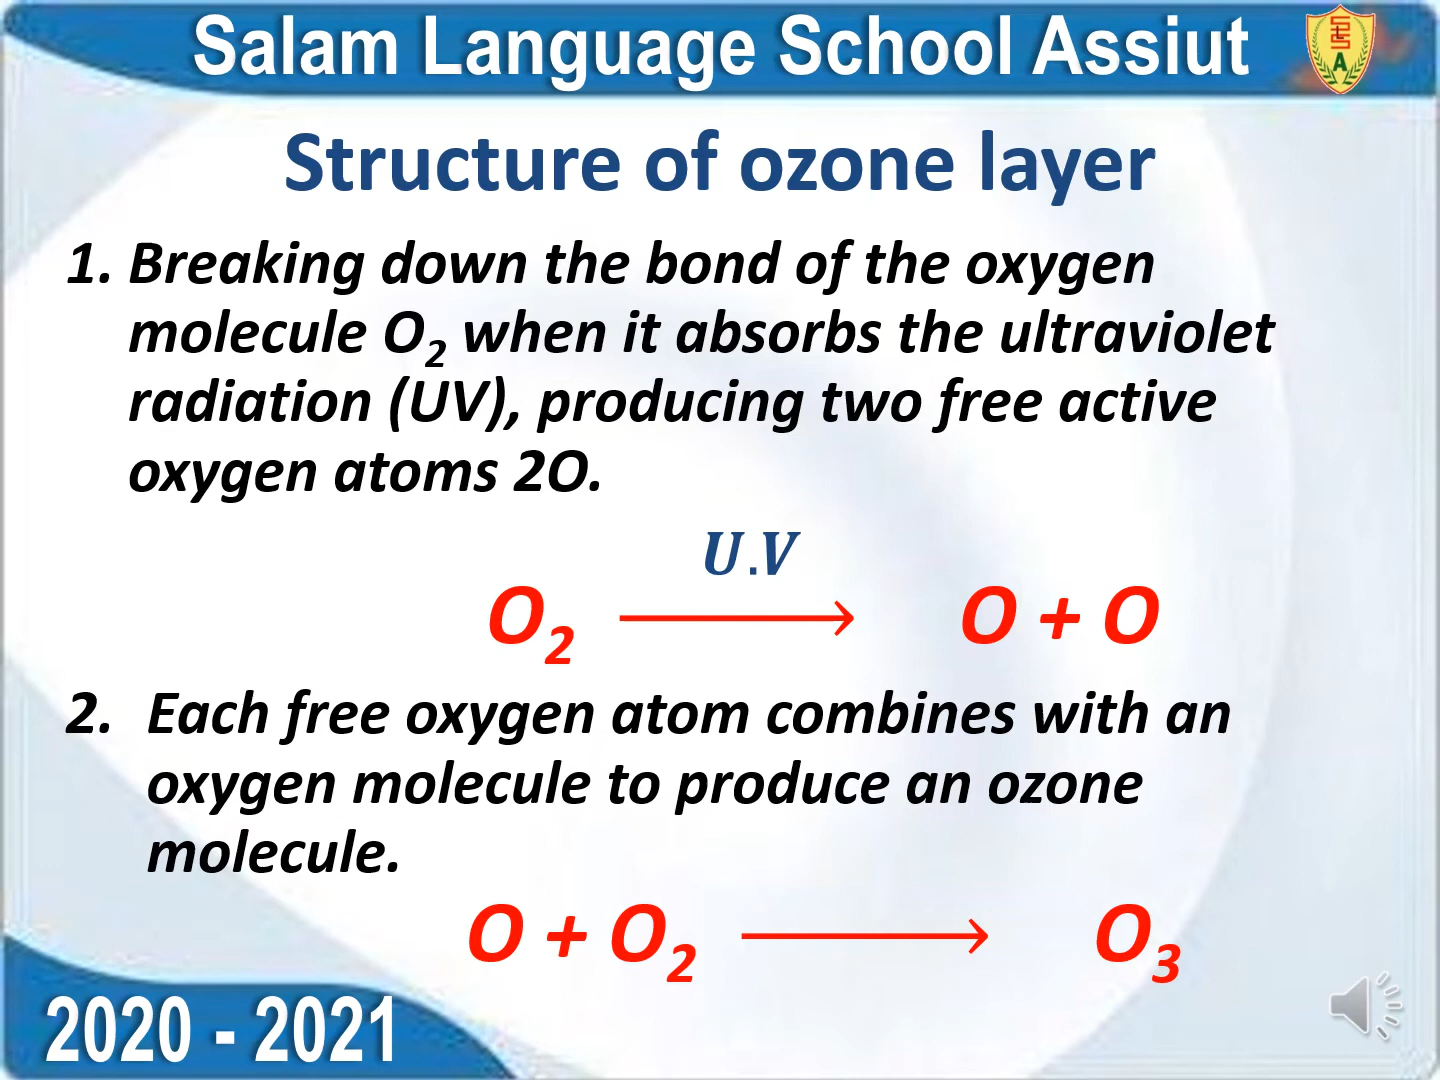 Salam Language School Assiut
Structure of ozone layer
1. Breaking down the bond of the oxygen
molecule O₂ when it absorbs the ultraviolet
radiation (UV), producing two free active
oxygen atoms 2O.
U.V
O₂ ⟶ O + O
2. Each free oxygen atom combines with an
oxygen molecule to produce an ozone
molecule.
O + O₂ ⟶ O₃
2020 - 2021